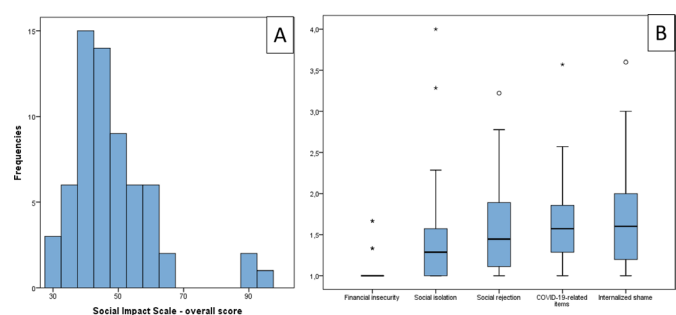 A
15
10
5
0
Frequencies
30
50
70
90
Social Impact Scale - overall score
B
4,0
3,5
3,0
2,5
2,0
1,5
1,0
Financial insecurity
Social isolation
Social rejection
COVID-19-related
items
Internalized shame